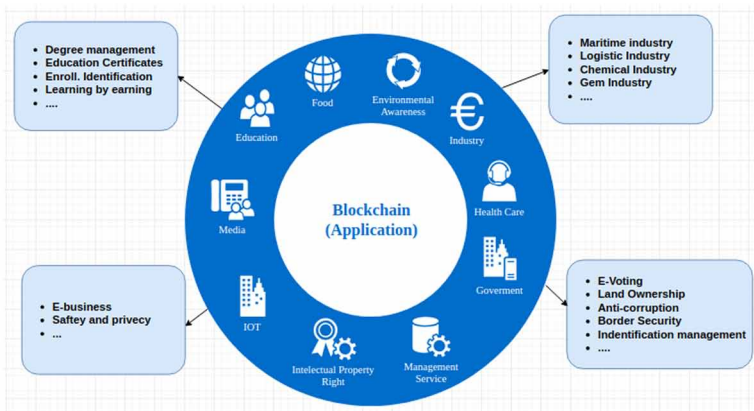 • Degree management
• Education Certificates
• Enroll. Identification
• Learning by earning
• ....
• Maritime industry
• Logistic Industry
• Chemical Industry
• Gem Industry
• ....
Food
Environmental
Awareness
Education
Industry
Media
Blockchain
(Application)
Health Care
Goverment
IOT
Intelectual Property
Right
Management
Service
• E-business
• Saftey and privecy
• ...
• E-Voting
• Land Ownership
• Anti-corruption
• Border Security
• Indentification management
• ....